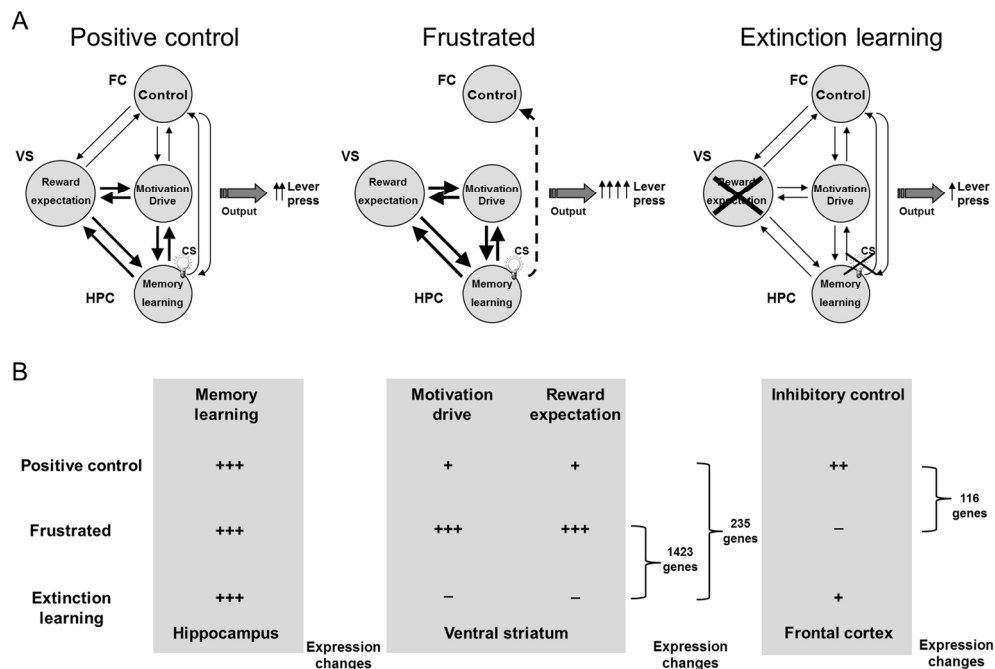 A
Positive control
Frustrated
Extinction learning
FC
Control
VS
Reward
expectation
Motivation
Drive
CS
Memory
learning
HPC
Output
Lever
press
FC
Control
VS
Reward
expectation
Motivation
Drive
CS
Memory
learning
HPC
Output
Lever
press
FC
Control
VS
Reward
expectation
Motivation
Drive
CS
Memory
learning
HPC
Output
Lever
press
B
Memory
learning
Motivation
drive
Reward
expectation
Inhibitory control
Positive control +++ + + ++
Frustrated +++ +++ +++ –
Extinction
learning
+++ – – +
1423
genes
235
genes
116
genes
Hippocampus
Expression
changes
Ventral striatum
Expression
changes
Frontal cortex
Expression
changes